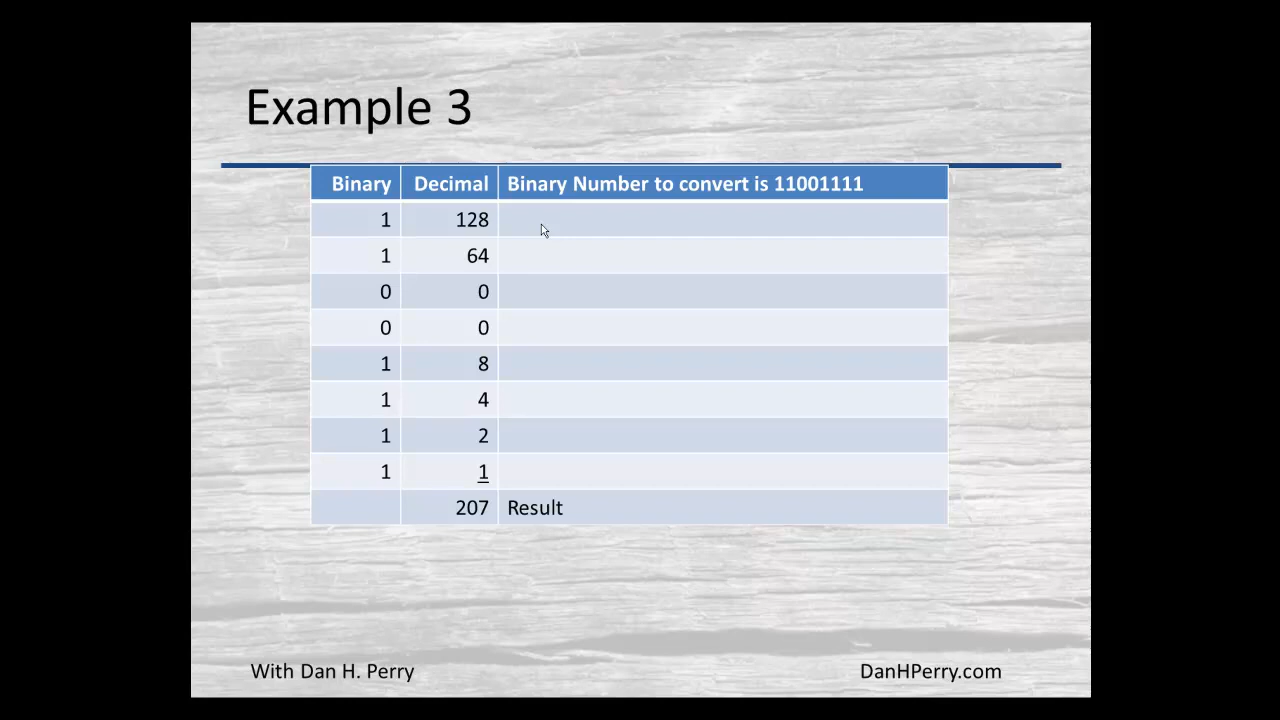 Example 3
Binary Decimal Binary Number to convert is 11001111
1 128
1 64
0 0
0 0
1 8
1 4
1 2
1 1
207 Result
With Dan H. Perry DanHPerry.com